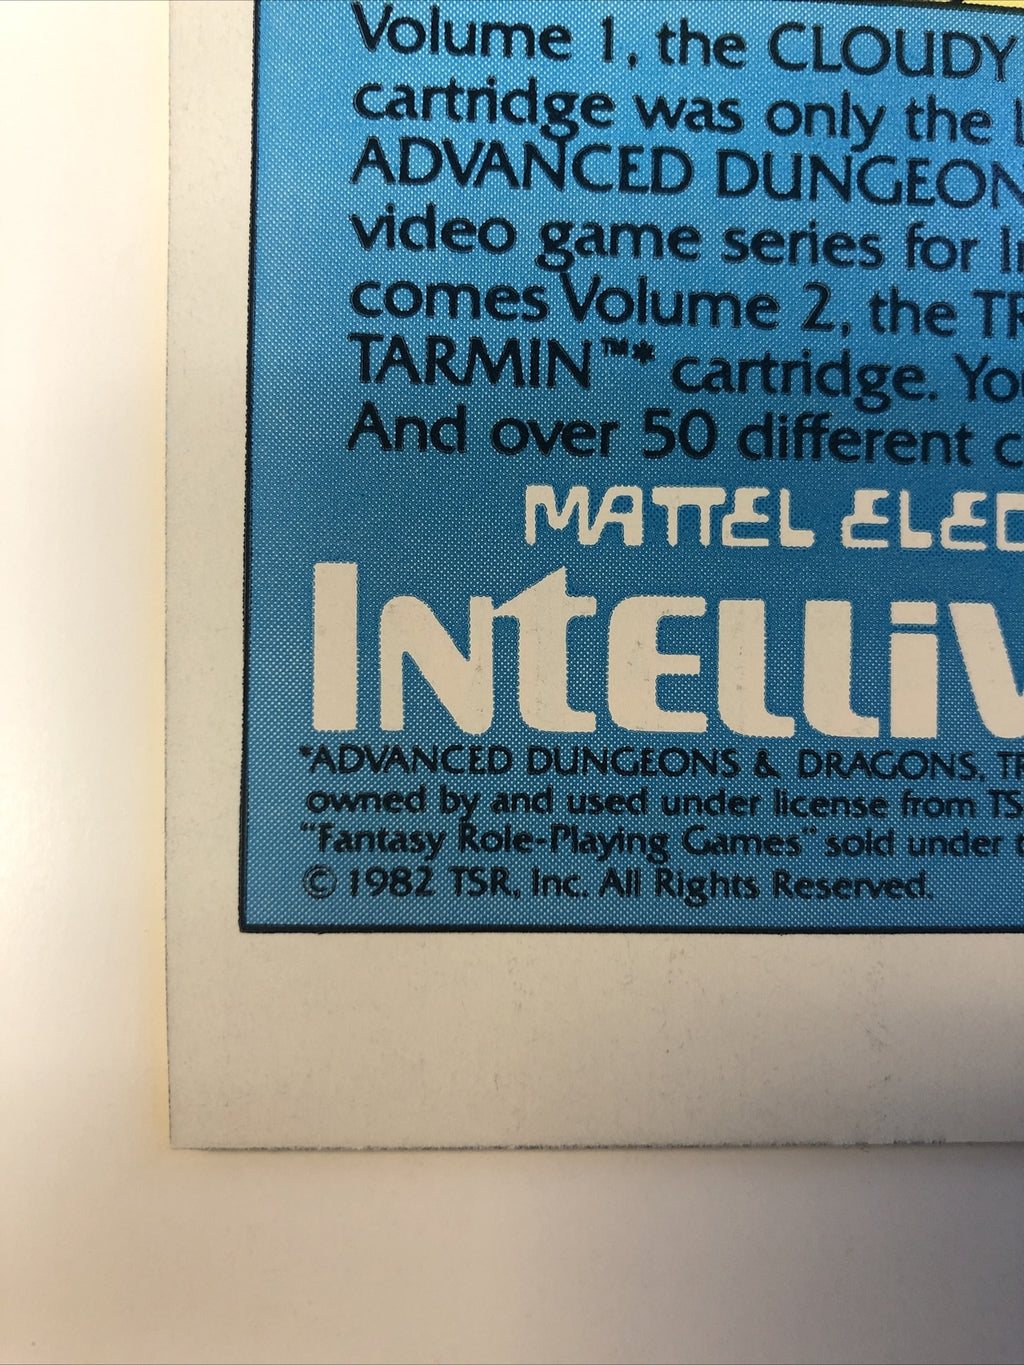 Volume 1, the CLOUDY
cartridge was only the
ADVANCED DUNGEON
video game series for
comes Volume 2, the
TARMIN™* cartridge.
And over 50 different
MATTEL ELEC
INTELLIV
*ADVANCED DUNGEONS & DRAGONS,
owned by and used under license from TS
"Fantasy Role-Playing Games" sold under
© 1982 TSR, Inc. All Rights Reserved.